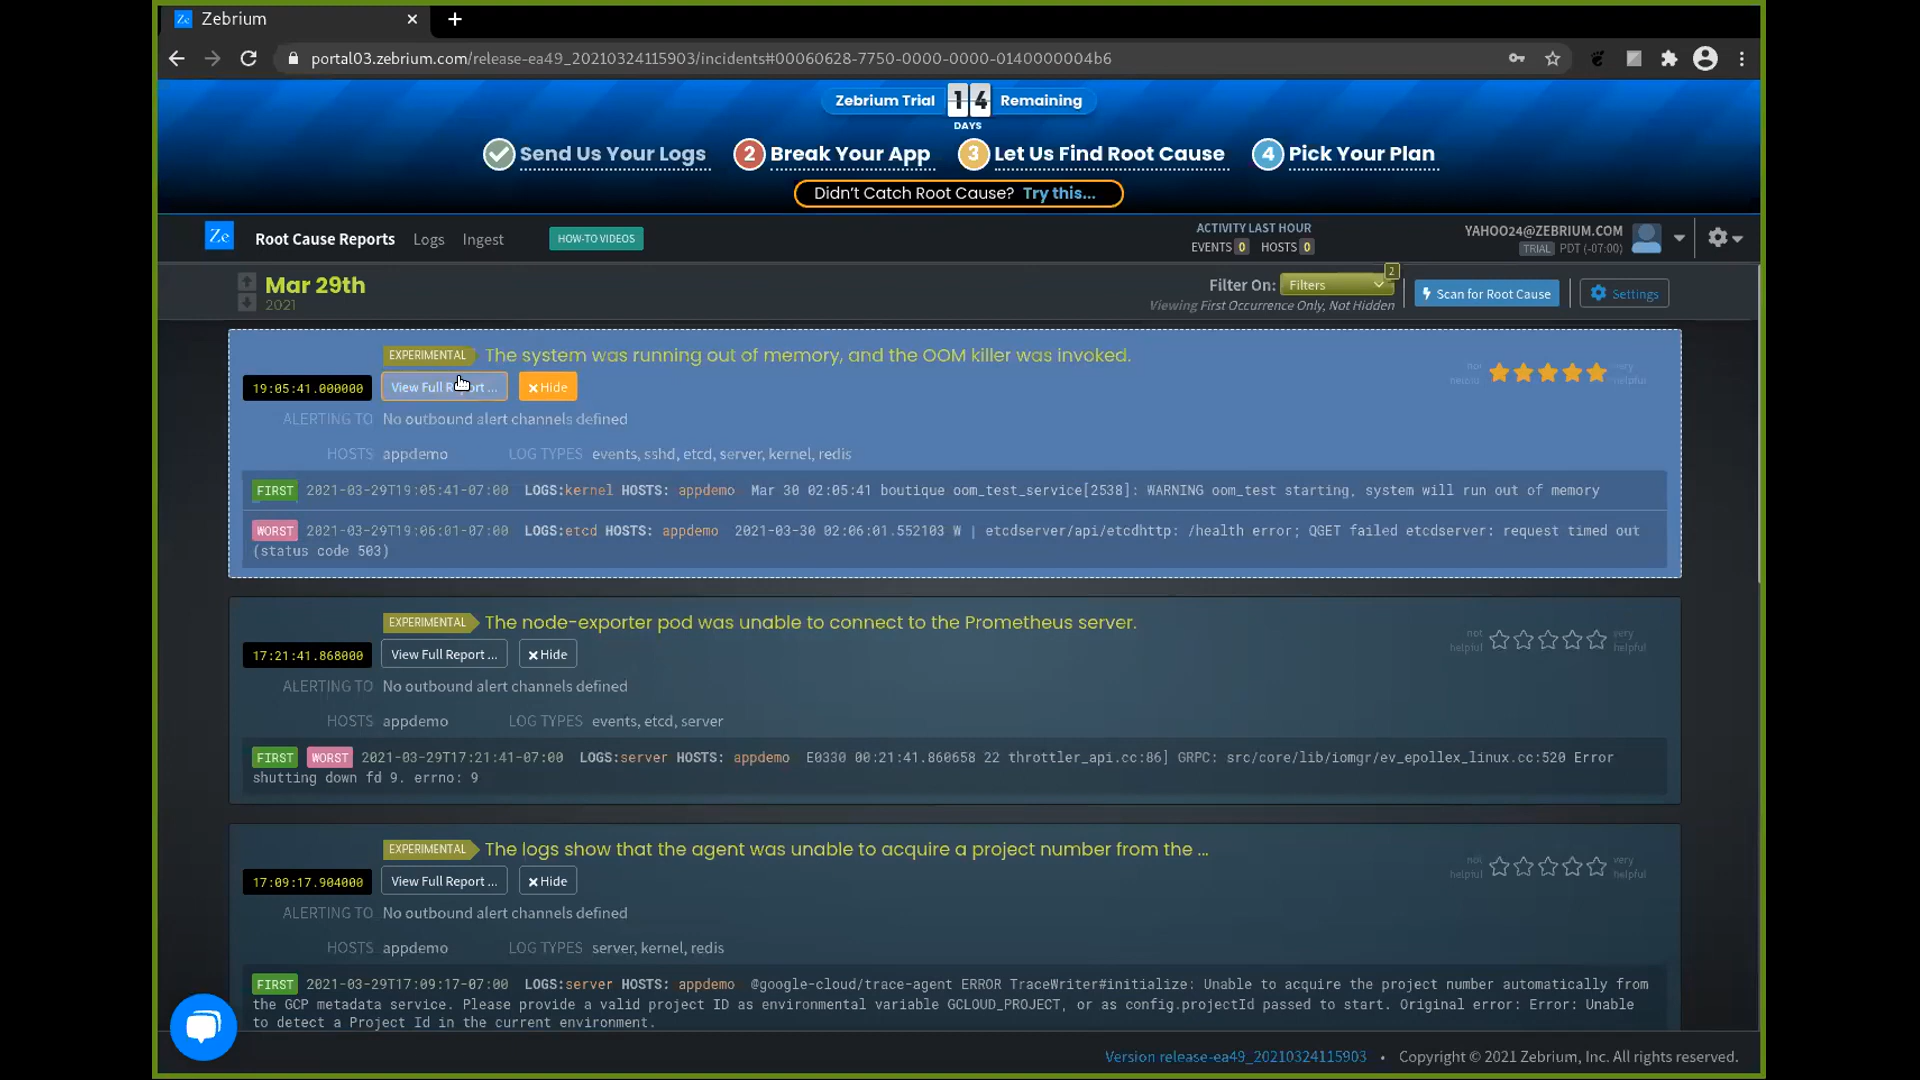 Ze Zebrium
portal03.zebrium.com/release-ea49_20210324115903/incidents#00060628-7750-0000-0000-0140000004b6
Zebrium Trial 14 Remaining
DAYS
Send Us Your Logs 2 Break Your App 3 Let Us Find Root Cause 4 Pick Your Plan
Didn't Catch Root Cause? Try this...
Ze Root Cause Reports Logs Ingest HOW-TO VIDEOS
ACTIVITY LAST HOUR
EVENTS 0 HOSTS 0
YAHOO24@ZEBRIUM.COM
TRIAL PDT (-07:00)
Mar 29th
2021
Filter On: Filters 2
Viewing First Occurrence Only, Not Hidden
Scan for Root Cause
Settings
EXPERIMENTAL The system was running out of memory, and the OOM killer was invoked.
19:05:41.000000 View Full Report ... Hide
not helpful very helpful
ALERTING TO No outbound alert channels defined
HOSTS appdemo LOG TYPES events, sshd, etcd, server, kernel, redis
FIRST 2021-03-29T19:05:41-07:00 LOGS:kernel HOSTS: appdemo Mar 30 02:05:41 boutique oom_test_service[2538]: WARNING oom_test starting, system will run out of memory
WORST 2021-03-29T19:06:01-07:00 LOGS:etcd HOSTS: appdemo 2021-03-30 02:06:01.552103 W | etcdserver/api/etcdhttp: /health error; QGET failed etcdserver: request timed out
(status code 503)
EXPERIMENTAL The node-exporter pod was unable to connect to the Prometheus server.
17:21:41.868000 View Full Report ... Hide
not helpful very helpful
ALERTING TO No outbound alert channels defined
HOSTS appdemo LOG TYPES events, etcd, server
FIRST WORST 2021-03-29T17:21:41-07:00 LOGS:server HOSTS: appdemo E0330 00:21:41.860658 22 throttler_api.cc:86] GRPC: src/core/lib/iomgr/ev_epollex_linux.cc:520 Error
shutting down fd 9. errno: 9
EXPERIMENTAL The logs show that the agent was unable to acquire a project number from the ...
17:09:17.904000 View Full Report ... Hide
not helpful very helpful
ALERTING TO No outbound alert channels defined
HOSTS appdemo LOG TYPES server, kernel, redis
FIRST 2021-03-29T17:09:17-07:00 LOGS:server HOSTS: appdemo @google-cloud/trace-agent ERROR TraceWriter#initialize: Unable to acquire the project number automatically from
the GCP metadata service. Please provide a valid project ID as environmental variable GCLOUD_PROJECT, or as config.projectId passed to start. Original error: Error: Unable
to detect a Project Id in the current environment.
Version release-ea49_20210324115903 • Copyright © 2021 Zebrium, Inc. All rights reserved.